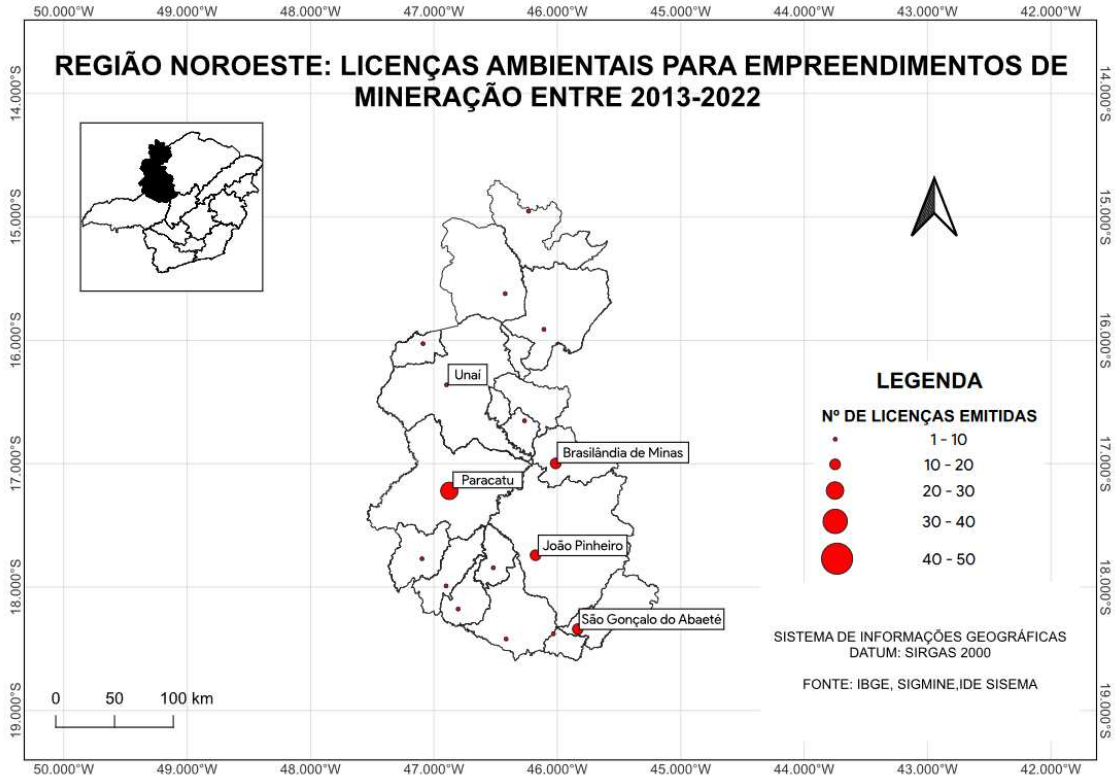 50.000°W 49.000°W 48.000°W 47.000°W 46.000°W 45.000°W 44.000°W 43.000°W 42.000°W
REGIÃO NOROESTE: LICENÇAS AMBIENTAIS PARA EMPREENDIMENTOS DE
MINERAÇÃO ENTRE 2013-2022
14.000°S 14.000°S
15.000°S 15.000°S
16.000°S 16.000°S
17.000°S 17.000°S
18.000°S 18.000°S
19.000°S 19.000°S
Unaí
Brasilândia de Minas
Paracatu
João Pinheiro
São Gonçalo do Abaeté
LEGENDA
Nº DE LICENÇAS EMITIDAS
1 - 10
10 - 20
20 - 30
30 - 40
40 - 50
SISTEMA DE INFORMAÇÕES GEOGRÁFICAS
DATUM: SIRGAS 2000
FONTE: IBGE, SIGMINE,IDE SISEMA
0 50 100 km
50.000°W 49.000°W 48.000°W 47.000°W 46.000°W 45.000°W 44.000°W 43.000°W 42.000°W